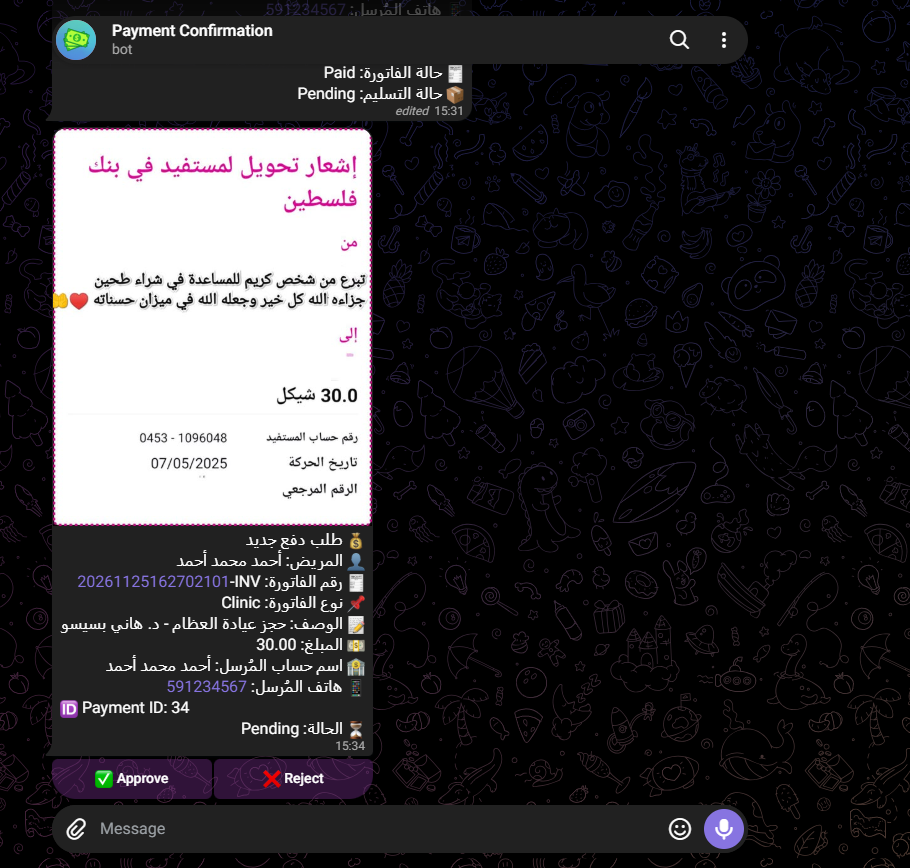 هاتف المُرسل: 591234567
Payment Confirmation
bot
حالة الفاتورة: Paid
حالة التسليم: Pending
edited 15:31
إشعار تحويل لمستفيد في بنك
فلسطين
من
تبرع من شخص كريم للمساعدة في شراء طحين
جزاءه الله كل خير وجعله الله في ميزان حسناته ❤️🤲
إلى
30.0 شيكل
رقم حساب المستفيد 0453 - 1096048
تاريخ الحركة 07/05/2025
الرقم المرجعي
💰 طلب دفع جديد
👤 المريض: أحمد محمد أحمد
🧾 رقم الفاتورة: INV-20261125162702101
📌 نوع الفاتورة: Clinic
📝 الوصف: حجز عيادة العظام - د. هاني بسيسو
💵 المبلغ: 30.00
🏦 اسم حساب المُرسل: أحمد محمد أحمد
📱 هاتف المُرسل: 591234567
🆔 Payment ID: 34
⏳ الحالة: Pending
15:34
✅ Approve
❌ Reject
Message